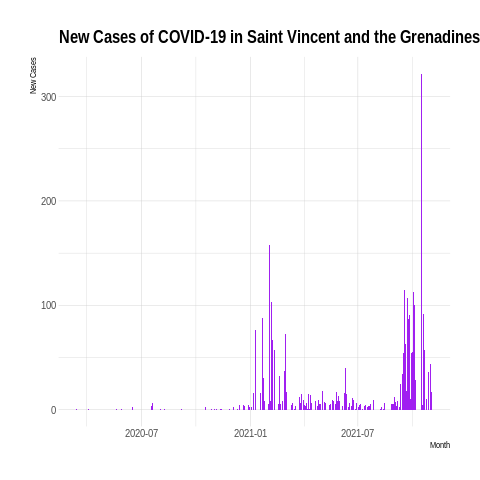 New Cases of COVID-19 in Saint Vincent and the Grenadines
New Cases
300
200
100
0
2020-07 2021-01 2021-07
Month